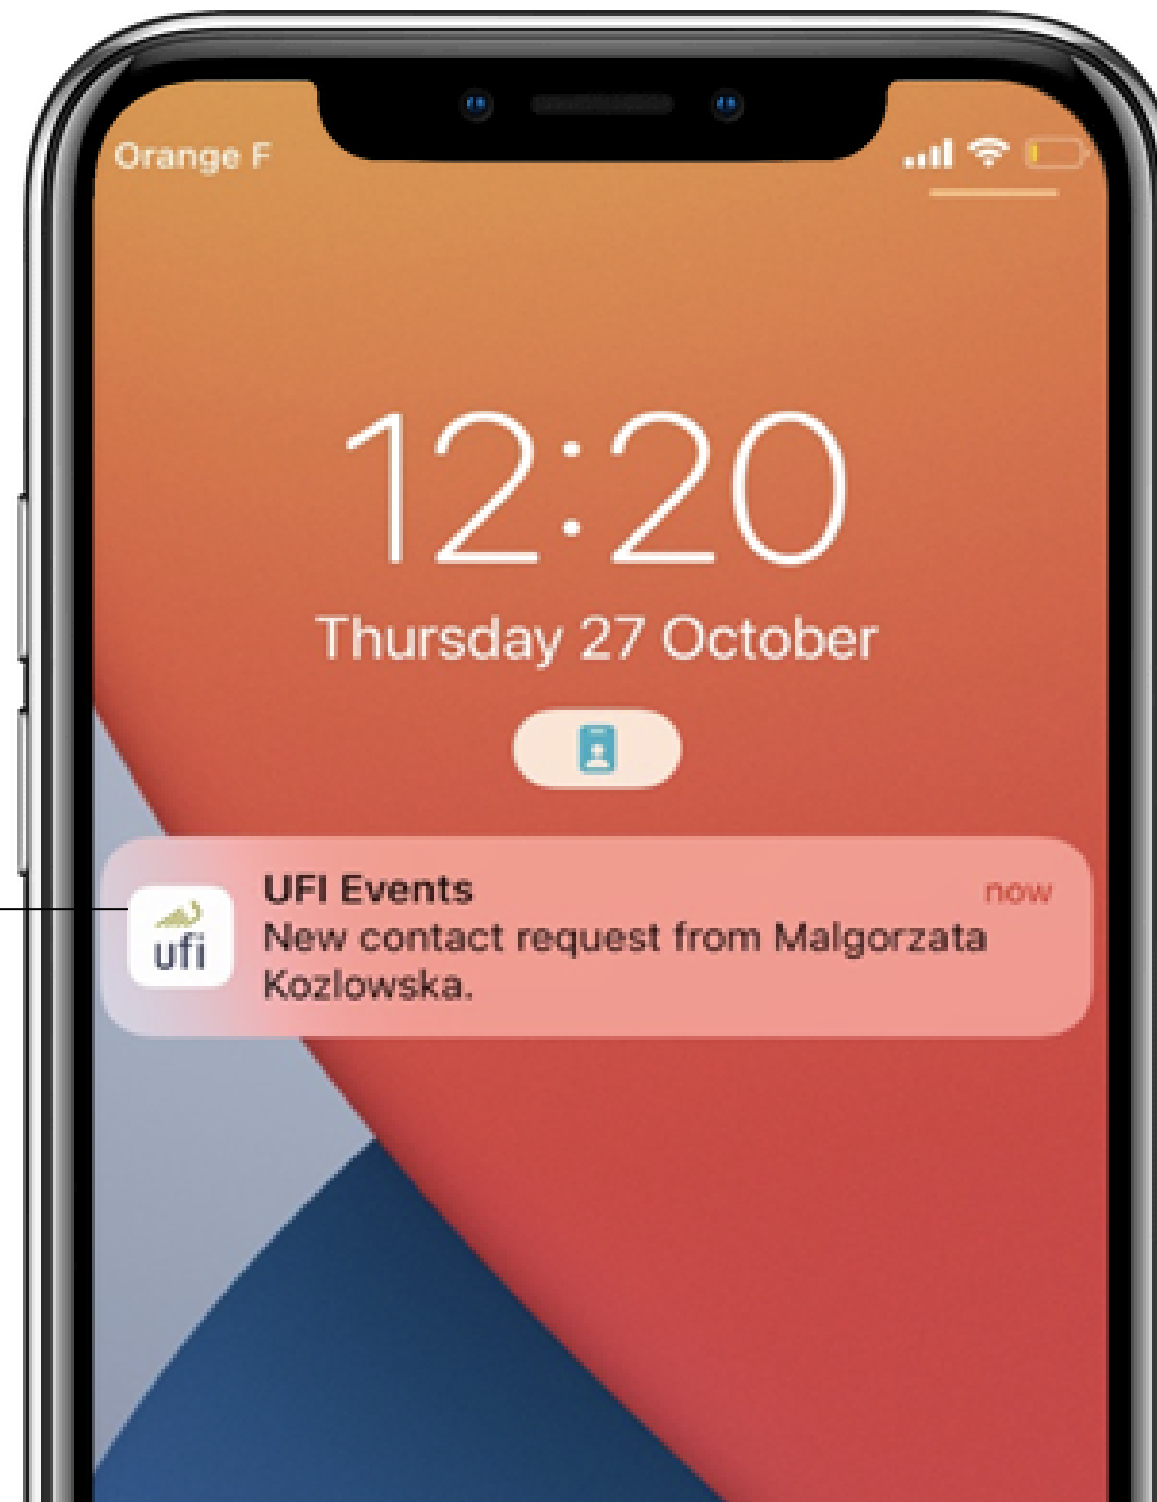 Orange F
12:20
Thursday 27 October
UFI Events
now
New contact request from Malgorzata
Kozlowska.
ufi